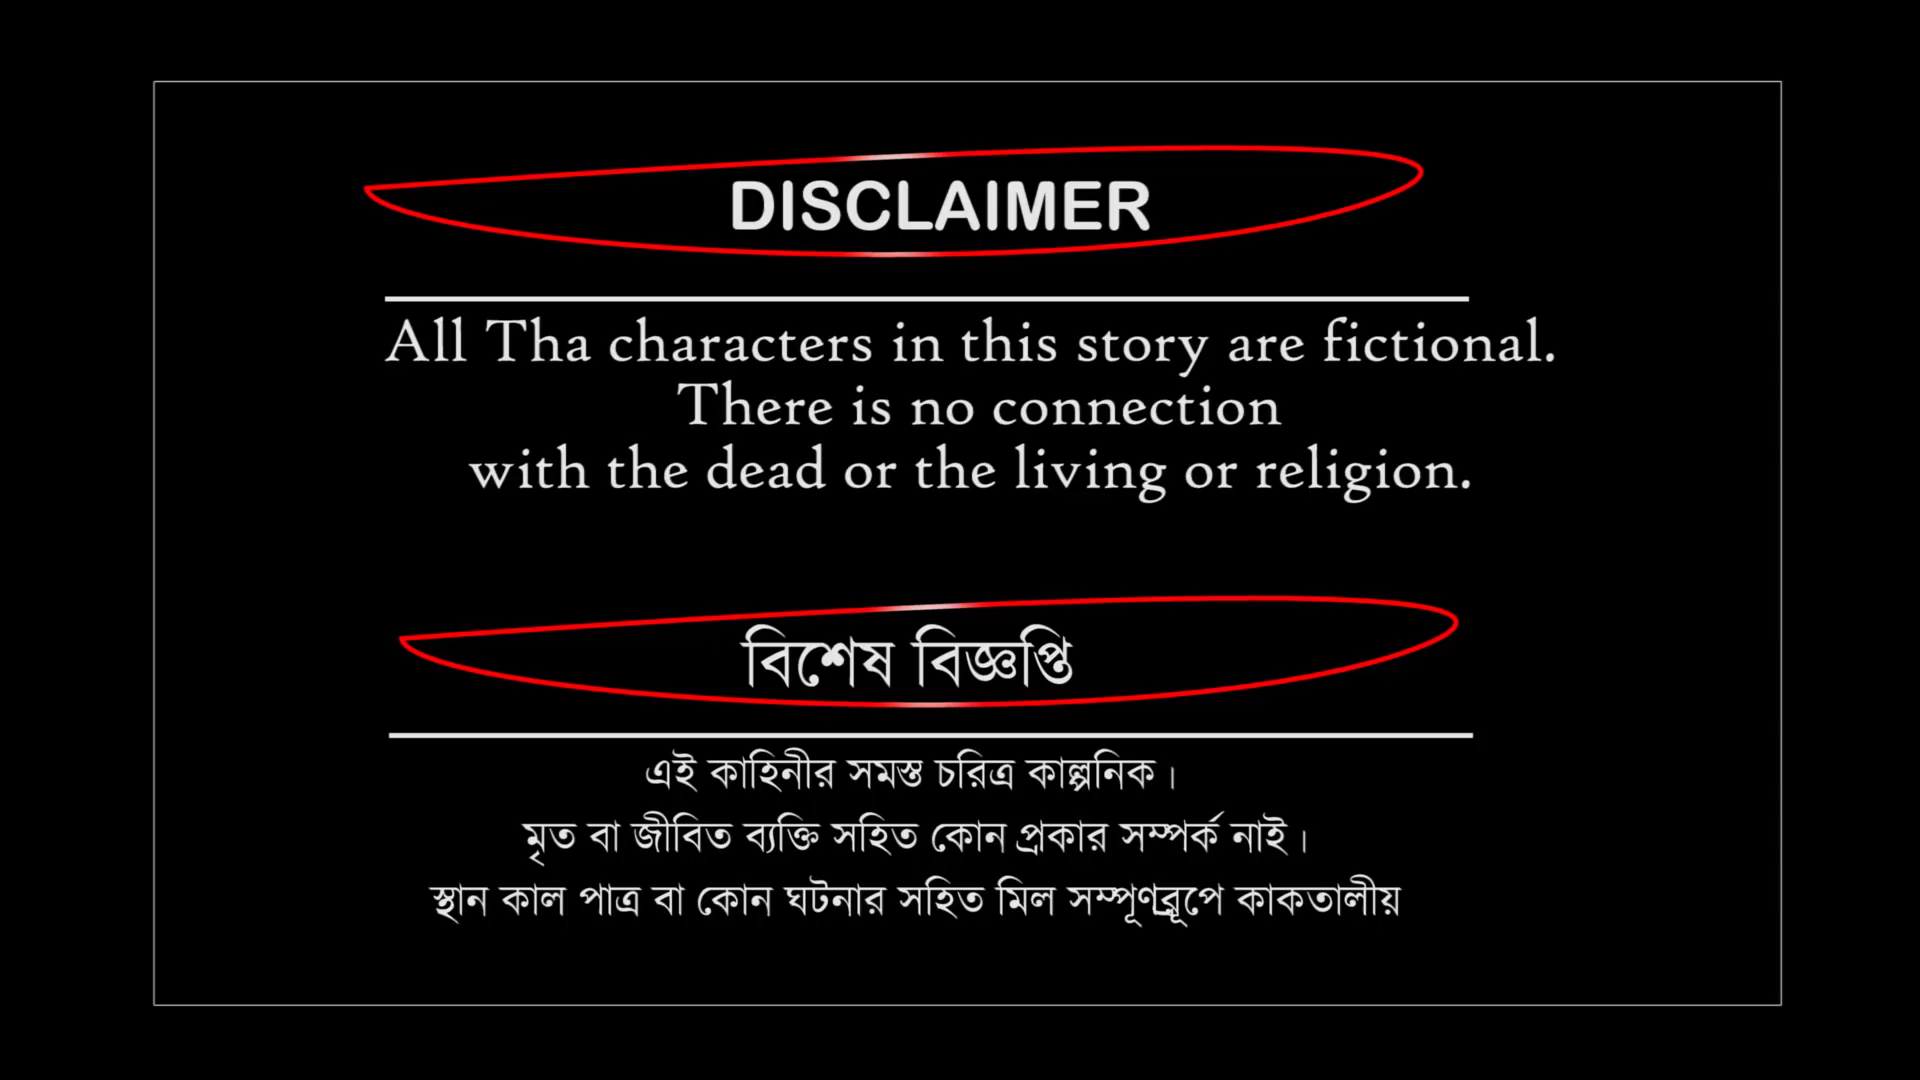 DISCLAIMER
All Tha characters in this story are fictional.
There is no connection
with the dead or the living or religion.
বিশেষ বিজ্ঞপ্তি
এই কাহিনীর সমস্ত চরিত্র কাল্পনিক।
মৃত বা জীবিত ব্যক্তি সহিত কোন প্রকার সম্পর্ক নাই।
স্থান কাল পাত্র বা কোন ঘটনার সহিত মিল সম্পূণরূপে কাকতালীয়